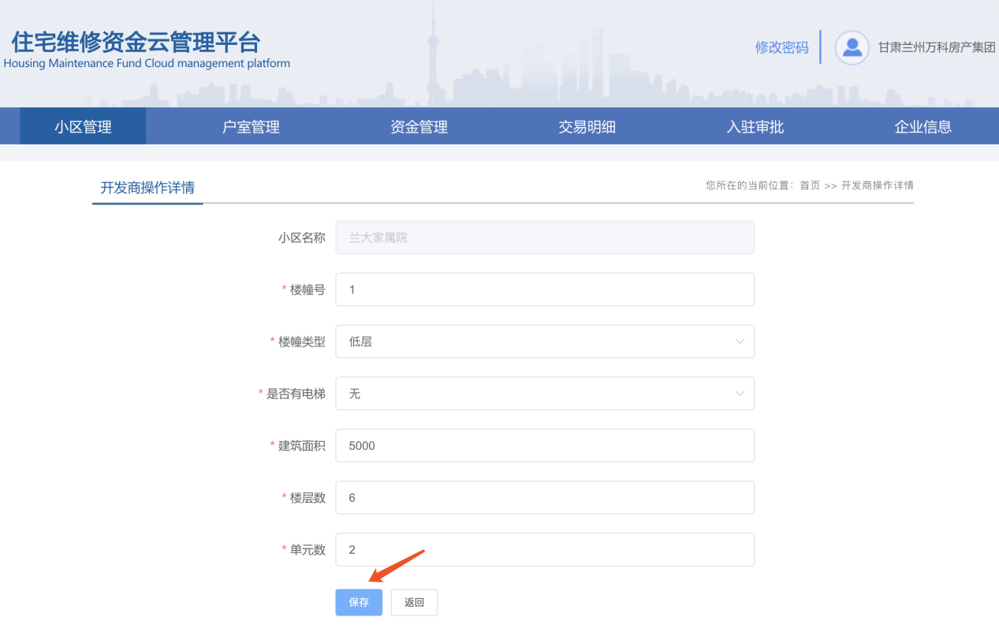 住宅维修资金云管理平台
Housing Maintenance Fund Cloud management platform
修改密码
甘肃兰州万科房产集团
小区管理 户室管理 资金管理 交易明细 入驻审批 企业信息
开发商操作详情
您所在的当前位置：首页 >> 开发商操作详情
小区名称 兰大家属院
* 楼幢号 1
* 楼幢类型 低层
* 是否有电梯 无
* 建筑面积 5000
* 楼层数 6
* 单元数 2
保存 返回